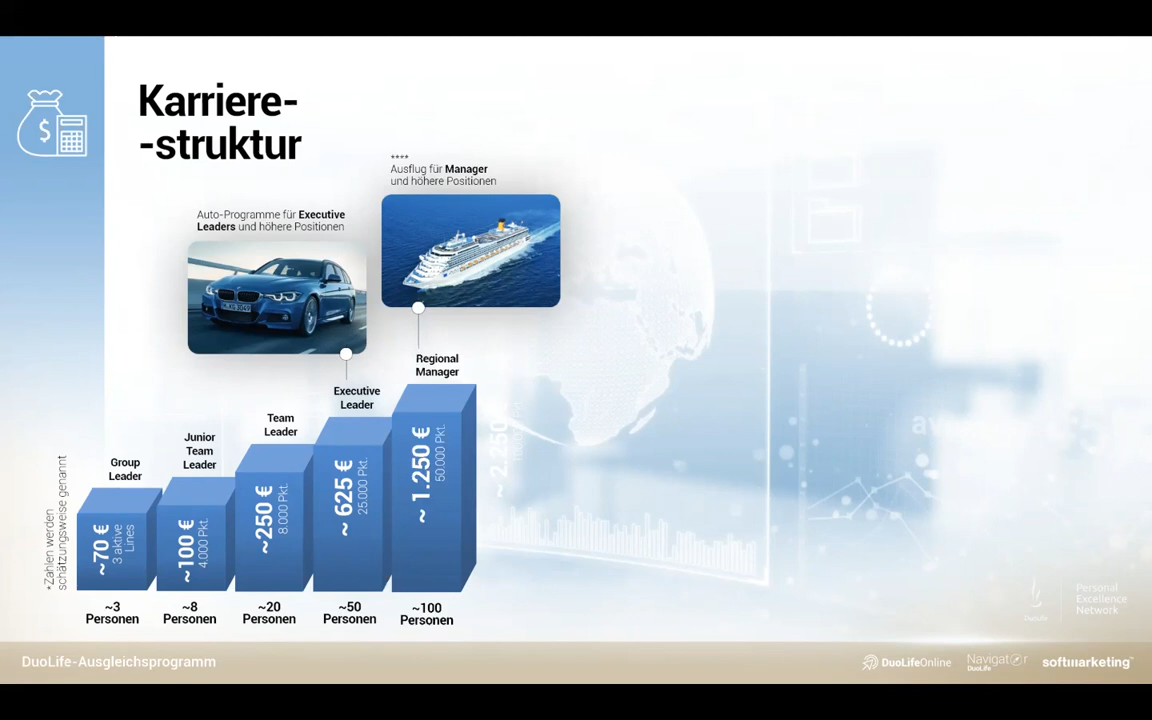 Karriere-
-struktur
****
Ausflug für Manager
und höhere Positionen
Auto-Programme für Executive
Leaders und höhere Positionen
Regional
Manager
Executive
Leader
Team
Leader
Junior
Team
Leader
Group
Leader
*Zahlen werden
schätzungsweise genannt
~70 €
3 aktive
Lines
~100 €
4.000 Pkt.
~250 €
8.000 Pkt.
~ 625 €
25.000 Pkt.
~ 1.250 €
50.000 Pkt.
~ 2.250
~3
Personen
~8
Personen
~20
Personen
~50
Personen
~100
Personen
DuoLife
Personal
Excellence
Network
DuoLife-Ausgleichsprogramm
DuoLifeOnline
Navigator
DuoLife
softmarketing